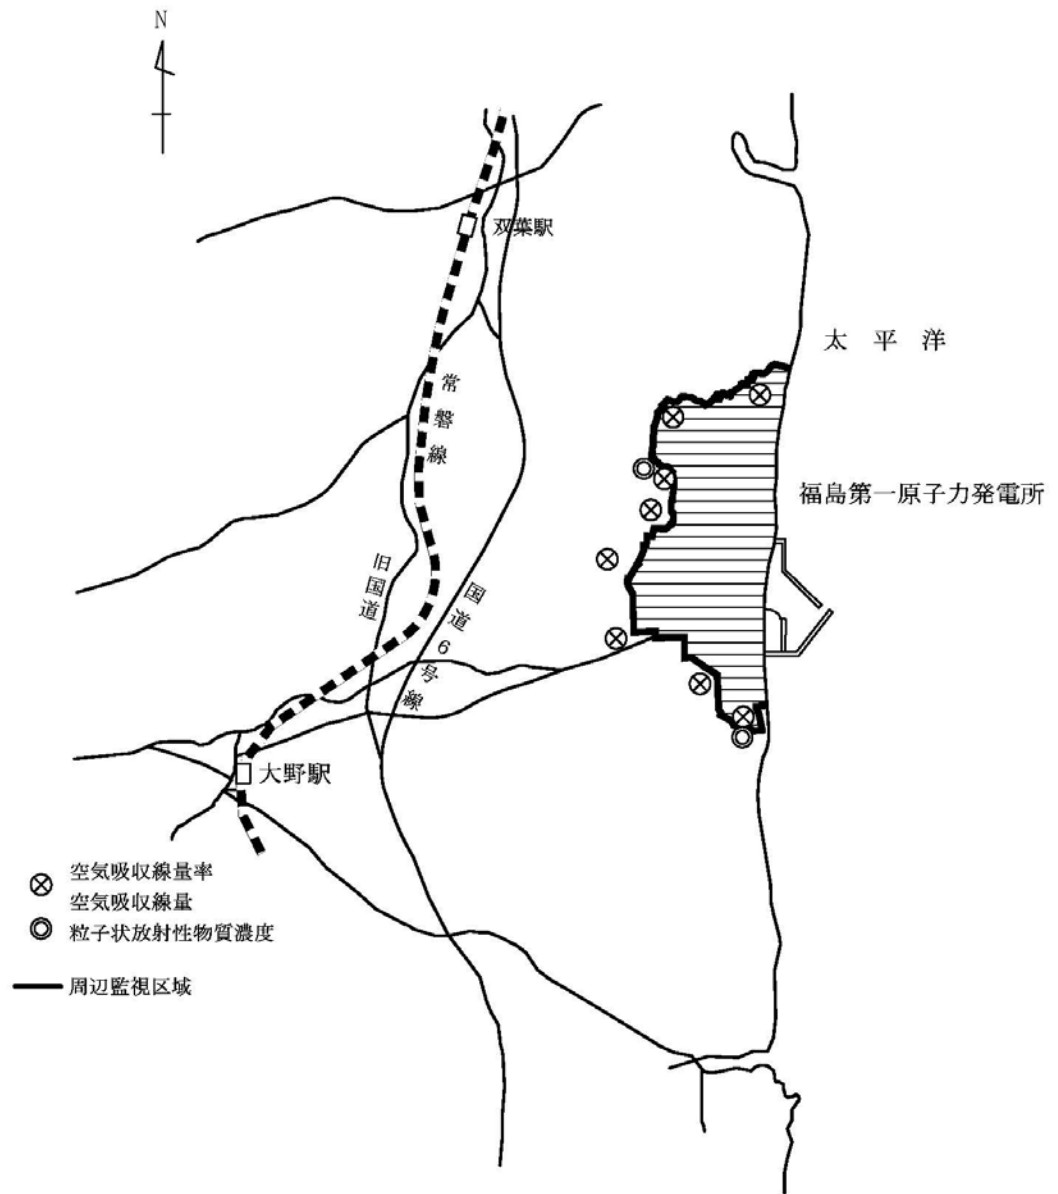 N
双葉駅
太平洋
常磐線
福島第一原子力発電所
旧国道
国道6号線
大野駅
空気吸収線量率
空気吸収線量
粒子状放射性物質濃度
周辺監視区域